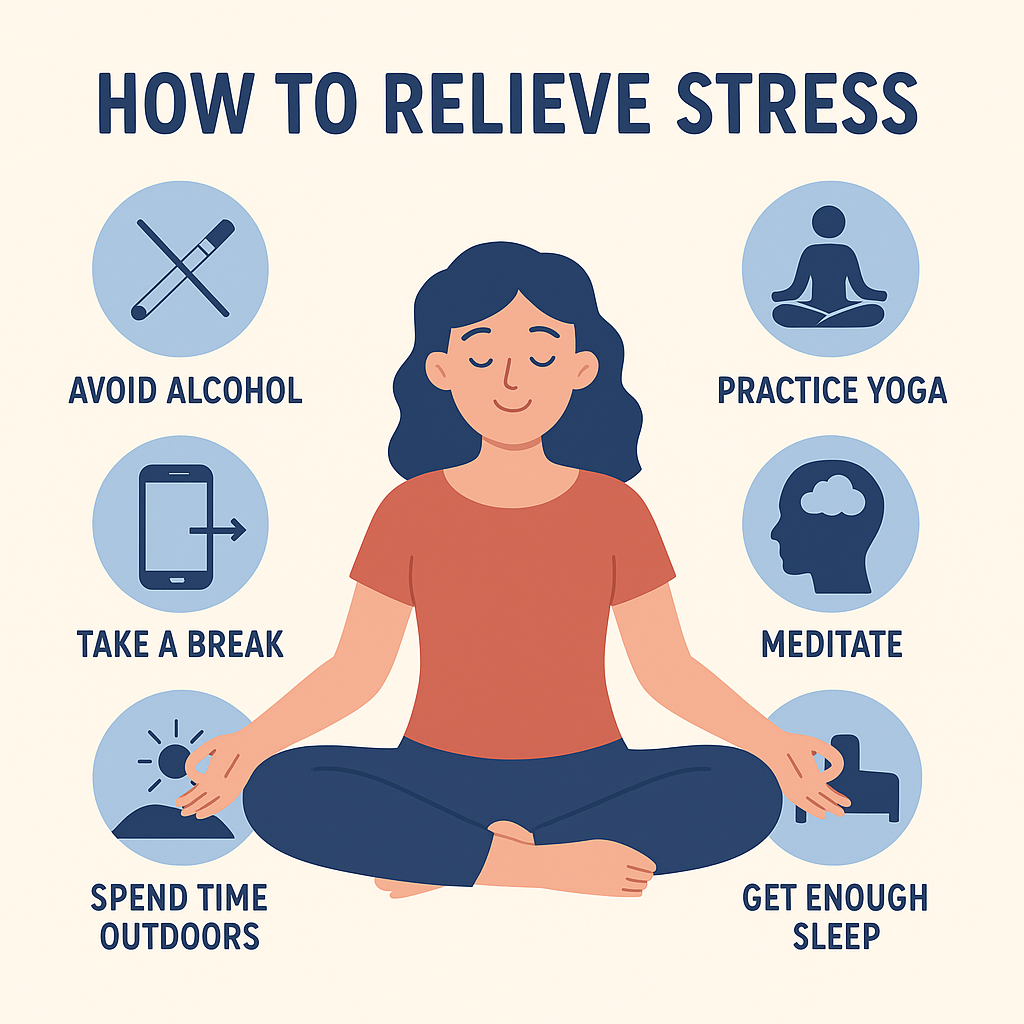 HOW TO RELIEVE STRESS
AVOID ALCOHOL
PRACTICE YOGA
TAKE A BREAK
MEDITATE
SPEND TIME
OUTDOORS
GET ENOUGH
SLEEP